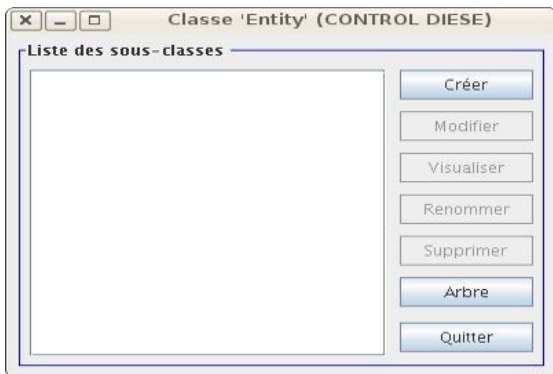 Classe 'Entity' (CONTROL DIESE)
Liste des sous-classes
Créer
Modifier
Visualiser
Renommer
Supprimer
Arbre
Quitter